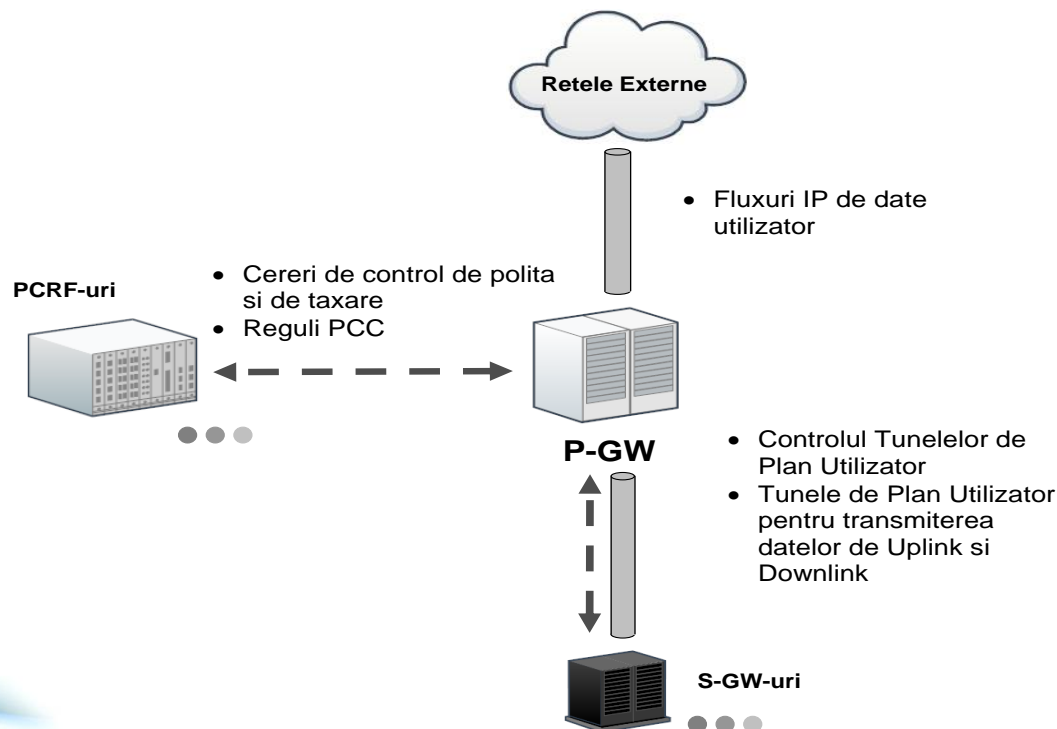 Retele Externe
• Fluxuri IP de date
utilizator
PCRF-uri
• Cereri de control de polita
si de taxare
• Reguli PCC
P-GW
• Controlul Tunelelor de
Plan Utilizator
• Tunele de Plan Utilizator
pentru transmiterea
datelor de Uplink si
Downlink
S-GW-uri